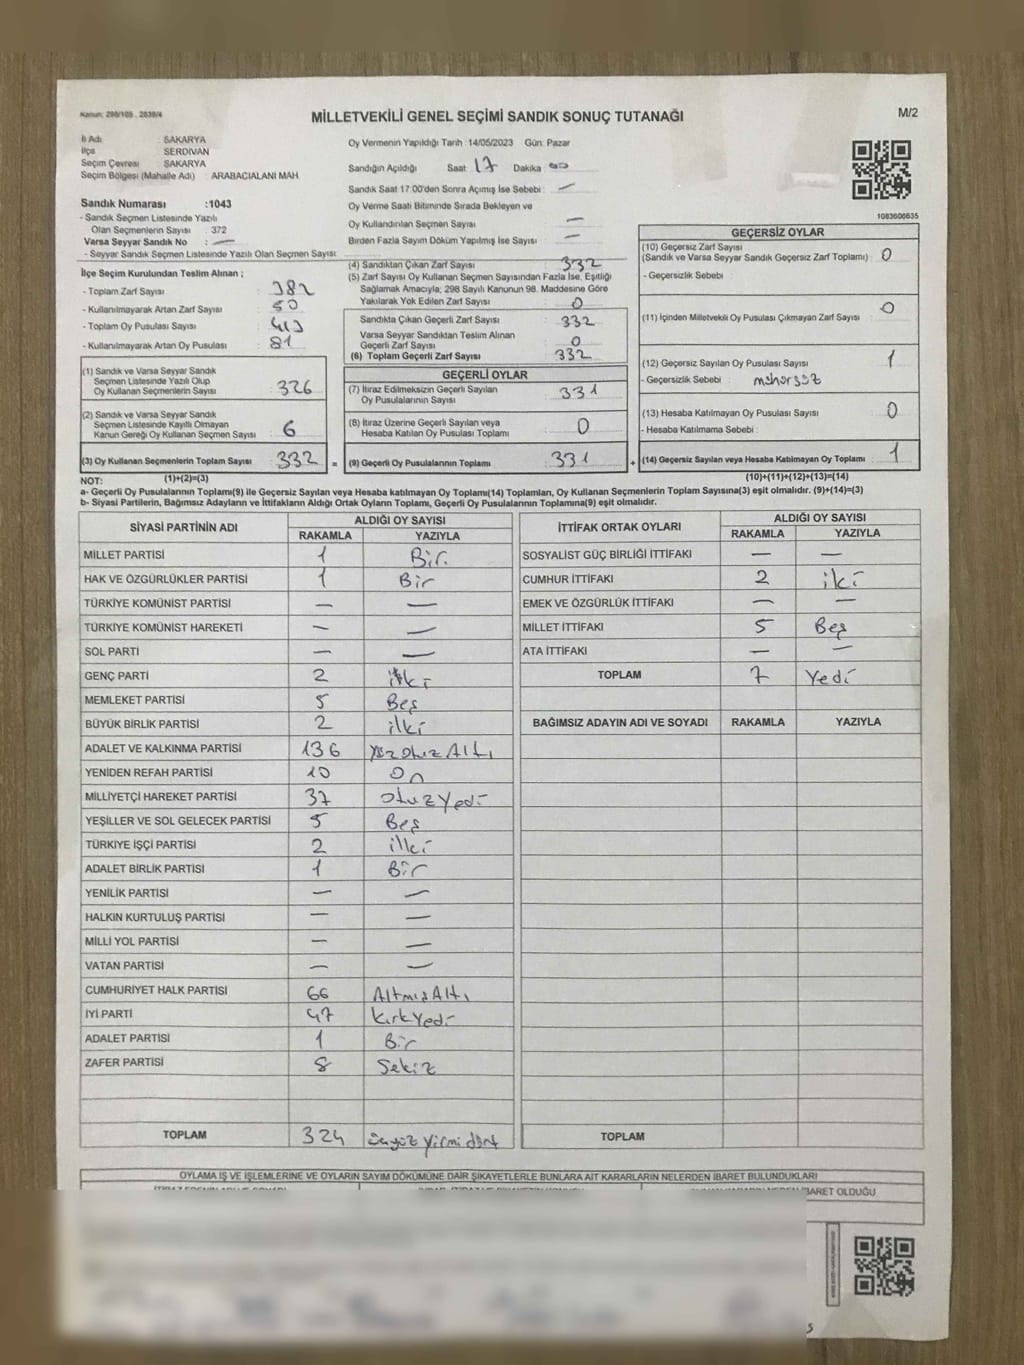 Kanun: 298/105 , 2839/4
MİLLETVEKİLİ GENEL SEÇİMİ SANDIK SONUÇ TUTANAĞI
M/2
İl Adı : SAKARYA
İlçe : SERDİVAN
Seçim Çevresi : SAKARYA
Seçim Bölgesi (Mahalle Adı) : ARABACIALANI MAH
Sandık Numarası :1043
- Sandık Seçmen Listesinde Yazılı
Olan Seçmenlerin Sayısı : 372
Varsa Seyyar Sandık No : —
- Seyyar Sandık Seçmen Listesinde Yazılı Olan Seçmen Sayısı:
Oy Vermenin Yapıldığı Tarih :14/05/2023 Gün: Pazar
Sandığın Açıldığı Saat : 17 Dakika : 00
Sandık Saat 17:00'den Sonra Açımış İse Sebebi : —
Oy Verme Saati Bitiminde Sırada Bekleyen ve
Oy Kullandırılan Seçmen Sayısı : —
Birden Fazla Sayım Döküm Yapılmış İse Sayısı : —
1083600635
İlçe Seçim Kurulundan Teslim Alınan ;
- Toplam Zarf Sayısı : 382
- Kullanılmayarak Artan Zarf Sayısı : 50
- Toplam Oy Pusulası Sayısı : 413
- Kullanılmayarak Artan Oy Pusulası : 81
(1) Sandık ve Varsa Seyyar Sandık
Seçmen Listesinde Yazılı Olup
Oy Kullanan Seçmenlerin Sayısı : 326
(2) Sandık ve Varsa Seyyar Sandık
Seçmen Listesinde Kayıtlı Olmayan
Kanun Gereği Oy Kullanan Seçmen Sayısı : 6
(3) Oy Kullanan Seçmenlerin Toplam Sayısı : 332 =
(1)+(2)=(3)
(4) Sandıktan Çıkan Zarf Sayısı : 332
(5) Zarf Sayısı Oy Kullanan Seçmen Sayısından Fazla İse, Eşitliği
Sağlamak Amacıyla, 298 Sayılı Kanunun 98. Maddesine Göre
Yakılarak Yok Edilen Zarf Sayısı : 0
Sandıkta Çıkan Geçerli Zarf Sayısı : 332
Varsa Seyyar Sandıktan Teslim Alınan
Geçerli Zarf Sayısı : 0
(6) Toplam Geçerli Zarf Sayısı : 332
GEÇERLİ OYLAR
(7) İtiraz Edilmeksizin Geçerli Sayılan
Oy Pusulalarının Sayısı : 331
(8) İtiraz Üzerine Geçerli Sayılan veya
Hesaba Katılan Oy Pusulası Toplamı : 0
(9) Geçerli Oy Pusulalarının Toplamı : 331 +
GEÇERSİZ OYLAR
(10) Geçersiz Zarf Sayısı
(Sandık ve Varsa Seyyar Sandık Geçersiz Zarf Toplamı) : 0
- Geçersizlik Sebebi :
(11) İçinden Milletvekili Oy Pusulası Çıkmayan Zarf Sayısı : 0
(12) Geçersiz Sayılan Oy Pusulası Sayısı : 1
- Geçersizlik Sebebi : mühürsüz
(13) Hesaba Katılmayan Oy Pusulası Sayısı : 0
- Hesaba Katılmama Sebebi :
(14) Geçersiz Sayılan veya Hesaba Katılmayan Oy Toplamı : 1
(10)+(11)+(12)+(13)=(14)
NOT:
a- Geçerli Oy Pusulalarının Toplamı(9) ile Geçersiz Sayılan veya Hesaba katılmayan Oy Toplamı(14) Toplamları, Oy Kullanan Seçmenlerin Toplam Sayısına(3) eşit olmalıdır. (9)+(14)=(3)
b- Siyasi Partilerin, Bağımsız Adayların ve İttifakların Aldığı Ortak Oyların Toplamı, Geçerli Oy Pusulalarının Toplamına(9) eşit olmalıdır.
SİYASİ PARTİNİN ADI ALDIĞI OY SAYISI
RAKAMLA YAZIYLA
MİLLET PARTİSİ 1 Bir
HAK VE ÖZGÜRLÜKLER PARTİSİ 1 Bir
TÜRKİYE KOMÜNİST PARTİSİ — —
TÜRKİYE KOMÜNİST HAREKETİ — —
SOL PARTİ — —
GENÇ PARTİ 2 iki
MEMLEKET PARTİSİ 5 Beş
BÜYÜK BİRLİK PARTİSİ 2 iki
ADALET VE KALKINMA PARTİSİ 136 YüzOtuzAltı
YENİDEN REFAH PARTİSİ 10 On
MİLLİYETÇİ HAREKET PARTİSİ 37 OtuzYedi
YEŞİLLER VE SOL GELECEK PARTİSİ 5 Beş
TÜRKİYE İŞÇİ PARTİSİ 2 iki
ADALET BİRLİK PARTİSİ 1 Bir
YENİLİK PARTİSİ — —
HALKIN KURTULUŞ PARTİSİ — —
MİLLİ YOL PARTİSİ — —
VATAN PARTİSİ — —
CUMHURİYET HALK PARTİSİ 66 AltmışAltı
İYİ PARTİ 47 KırkYedi
ADALET PARTİSİ 1 Bir
ZAFER PARTİSİ 8 Sekiz
TOPLAM 324 üçyüz Yirmi dört
İTTİFAK ORTAK OYLARI ALDIĞI OY SAYISI
RAKAMLA YAZIYLA
SOSYALİST GÜÇ BİRLİĞİ İTTİFAKI — —
CUMHUR İTTİFAKI 2 iki
EMEK VE ÖZGÜRLÜK İTTİFAKI — —
MİLLET İTTİFAKI 5 Beş
ATA İTTİFAKI — —
TOPLAM 7 Yedi
BAĞIMSIZ ADAYIN ADI VE SOYADI RAKAMLA YAZIYLA
TOPLAM
OYLAMA İŞ VE İŞLEMLERİNE VE OYLARIN SAYIM DÖKÜMÜNE DAİR ŞİKAYETLERLE BUNLARA AİT KARARLARIN NELERDEN İBARET BULUNDUKLARI
İBARET OLDUĞU